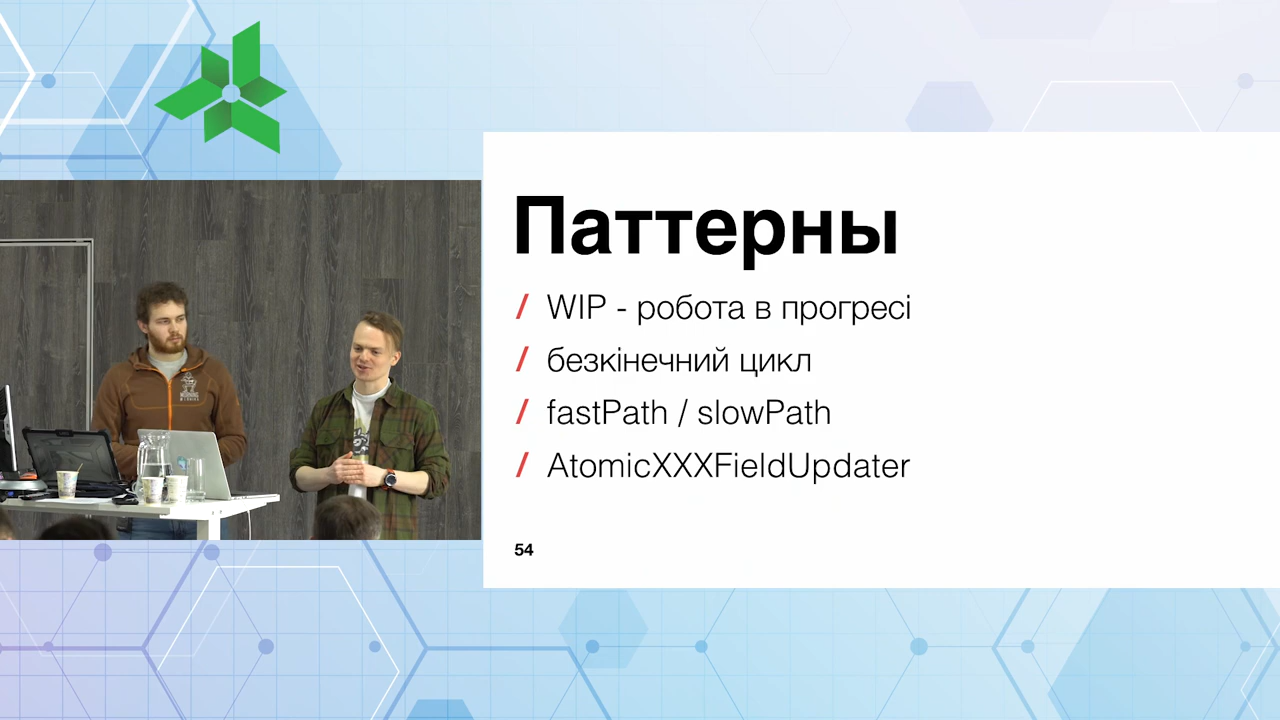 Паттерны
/ WIP - робота в прогресі
/ безкінечний цикл
/ fastPath / slowPath
/ AtomicXXXFieldUpdater
54